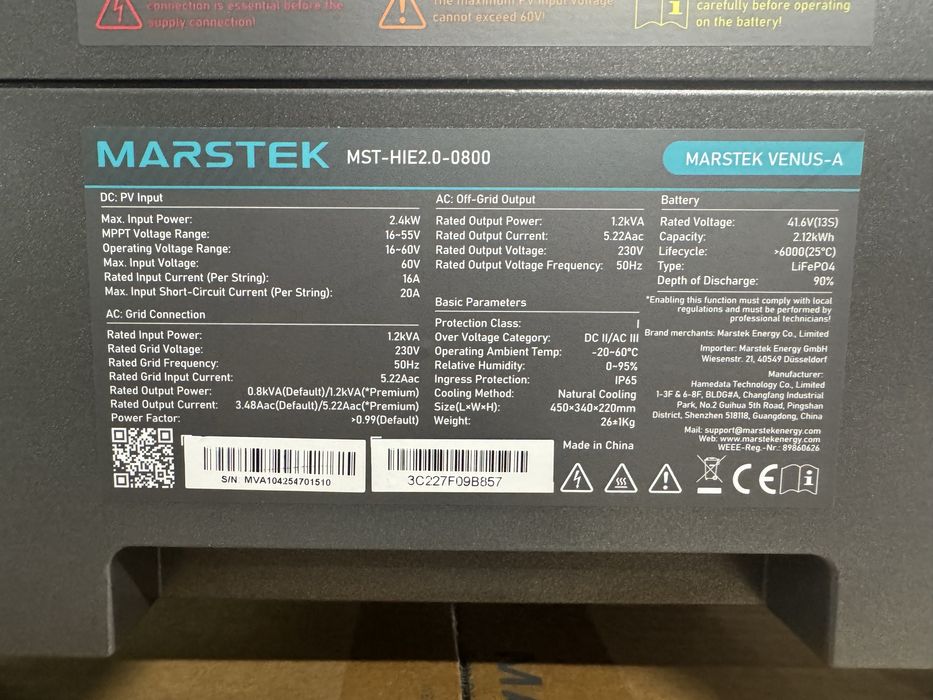 connection is essential before the
supply connection!
The maximum PV input voltage
cannot exceed 60V!
carefully before operating
on the battery!
MARSTEK MST-HIE2.0-0800
MARSTEK VENUS-A
DC: PV Input
Max. Input Power: 2.4kW
MPPT Voltage Range: 16~55V
Operating Voltage Range: 16~60V
Max. Input Voltage: 60V
Rated Input Current (Per String): 16A
Max. Input Short-Circuit Current (Per String): 20A
AC: Grid Connection
Rated Input Power: 1.2kVA
Rated Grid Voltage: 230V
Rated Grid Frequency: 50Hz
Rated Grid Input Current: 5.22Aac
Rated Output Power: 0.8kVA(Default)/1.2kVA(*Premium)
Rated Output Current: 3.48Aac(Default)/5.22Aac(*Premium)
Power Factor: >0.99(Default)
AC: Off-Grid Output
Rated Output Power: 1.2kVA
Rated Output Current: 5.22Aac
Rated Output Voltage: 230V
Rated Output Voltage Frequency: 50Hz
Basic Parameters
Protection Class: I
Over Voltage Category: DC II/AC III
Operating Ambient Temp: -20~60°C
Relative Humidity: 0~95%
Ingress Protection: IP65
Cooling Method: Natural Cooling
Size(L×W×H): 450×340×220mm
Weight: 26±1Kg
Battery
Rated Voltage: 41.6V(13S)
Capacity: 2.12kWh
Lifecycle: >6000(25°C)
Type: LiFePO4
Depth of Discharge: 90%
*Enabling this function must comply with local
regulations and must be performed by
professional technicians!
Brand merchants: Marstek Energy Co., Limited
Importer: Marstek Energy GmbH
Wiesenstr. 21, 40549 Düsseldorf
Manufacturer:
Hamedata Technology Co., Limited
1-3F & 6-8F, BLDG#A, Changfang Industrial
Park, No.2 Guihua 5th Road, Pingshan
District, Shenzhen 518118, Guangdong, China
Mail: support@marstekenergy.com
Web: www.marstekenergy.com
WEEE-Reg.-Nr.: 89860626
S/N: MVA104254701510
3C227F09B857
Made in China
CE